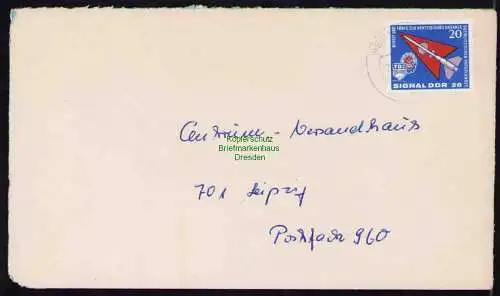 20
SIGNAL DDR 20
Centrum-Versandhaus
Kopierschutz
Briefmarkenhaus
Dresden
701 Leipzig
Postfach 960